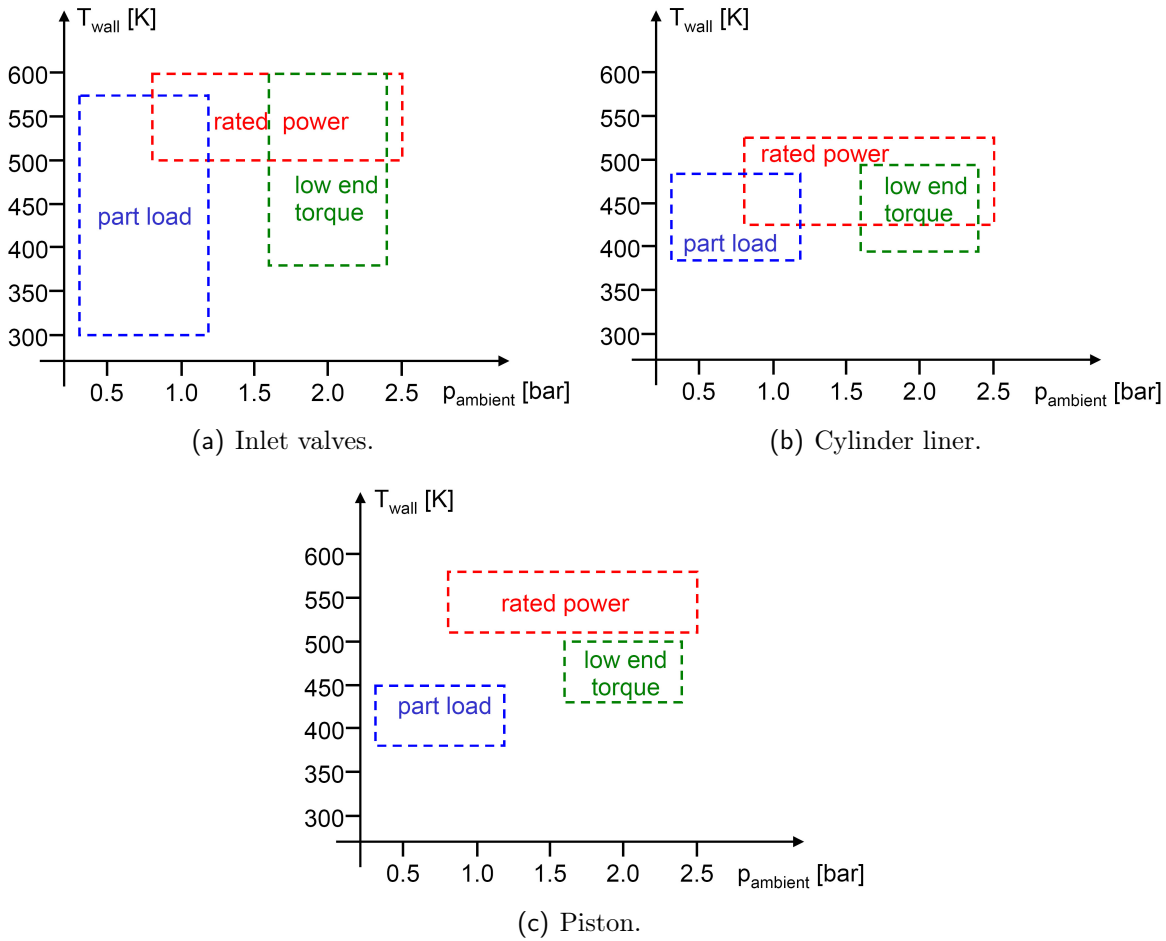 T_wall [K]
600
550
500
450
400
350
300
rated power
low end
torque
part load
0.5 1.0 1.5 2.0 2.5 p_ambient [bar]
(a) Inlet valves.
T_wall [K]
600
550
500
450
400
350
300
rated power
low end
torque
part load
0.5 1.0 1.5 2.0 2.5 p_ambient [bar]
(b) Cylinder liner.
T_wall [K]
600
550
500
450
400
350
300
rated power
low end
torque
part load
0.5 1.0 1.5 2.0 2.5 p_ambient [bar]
(c) Piston.